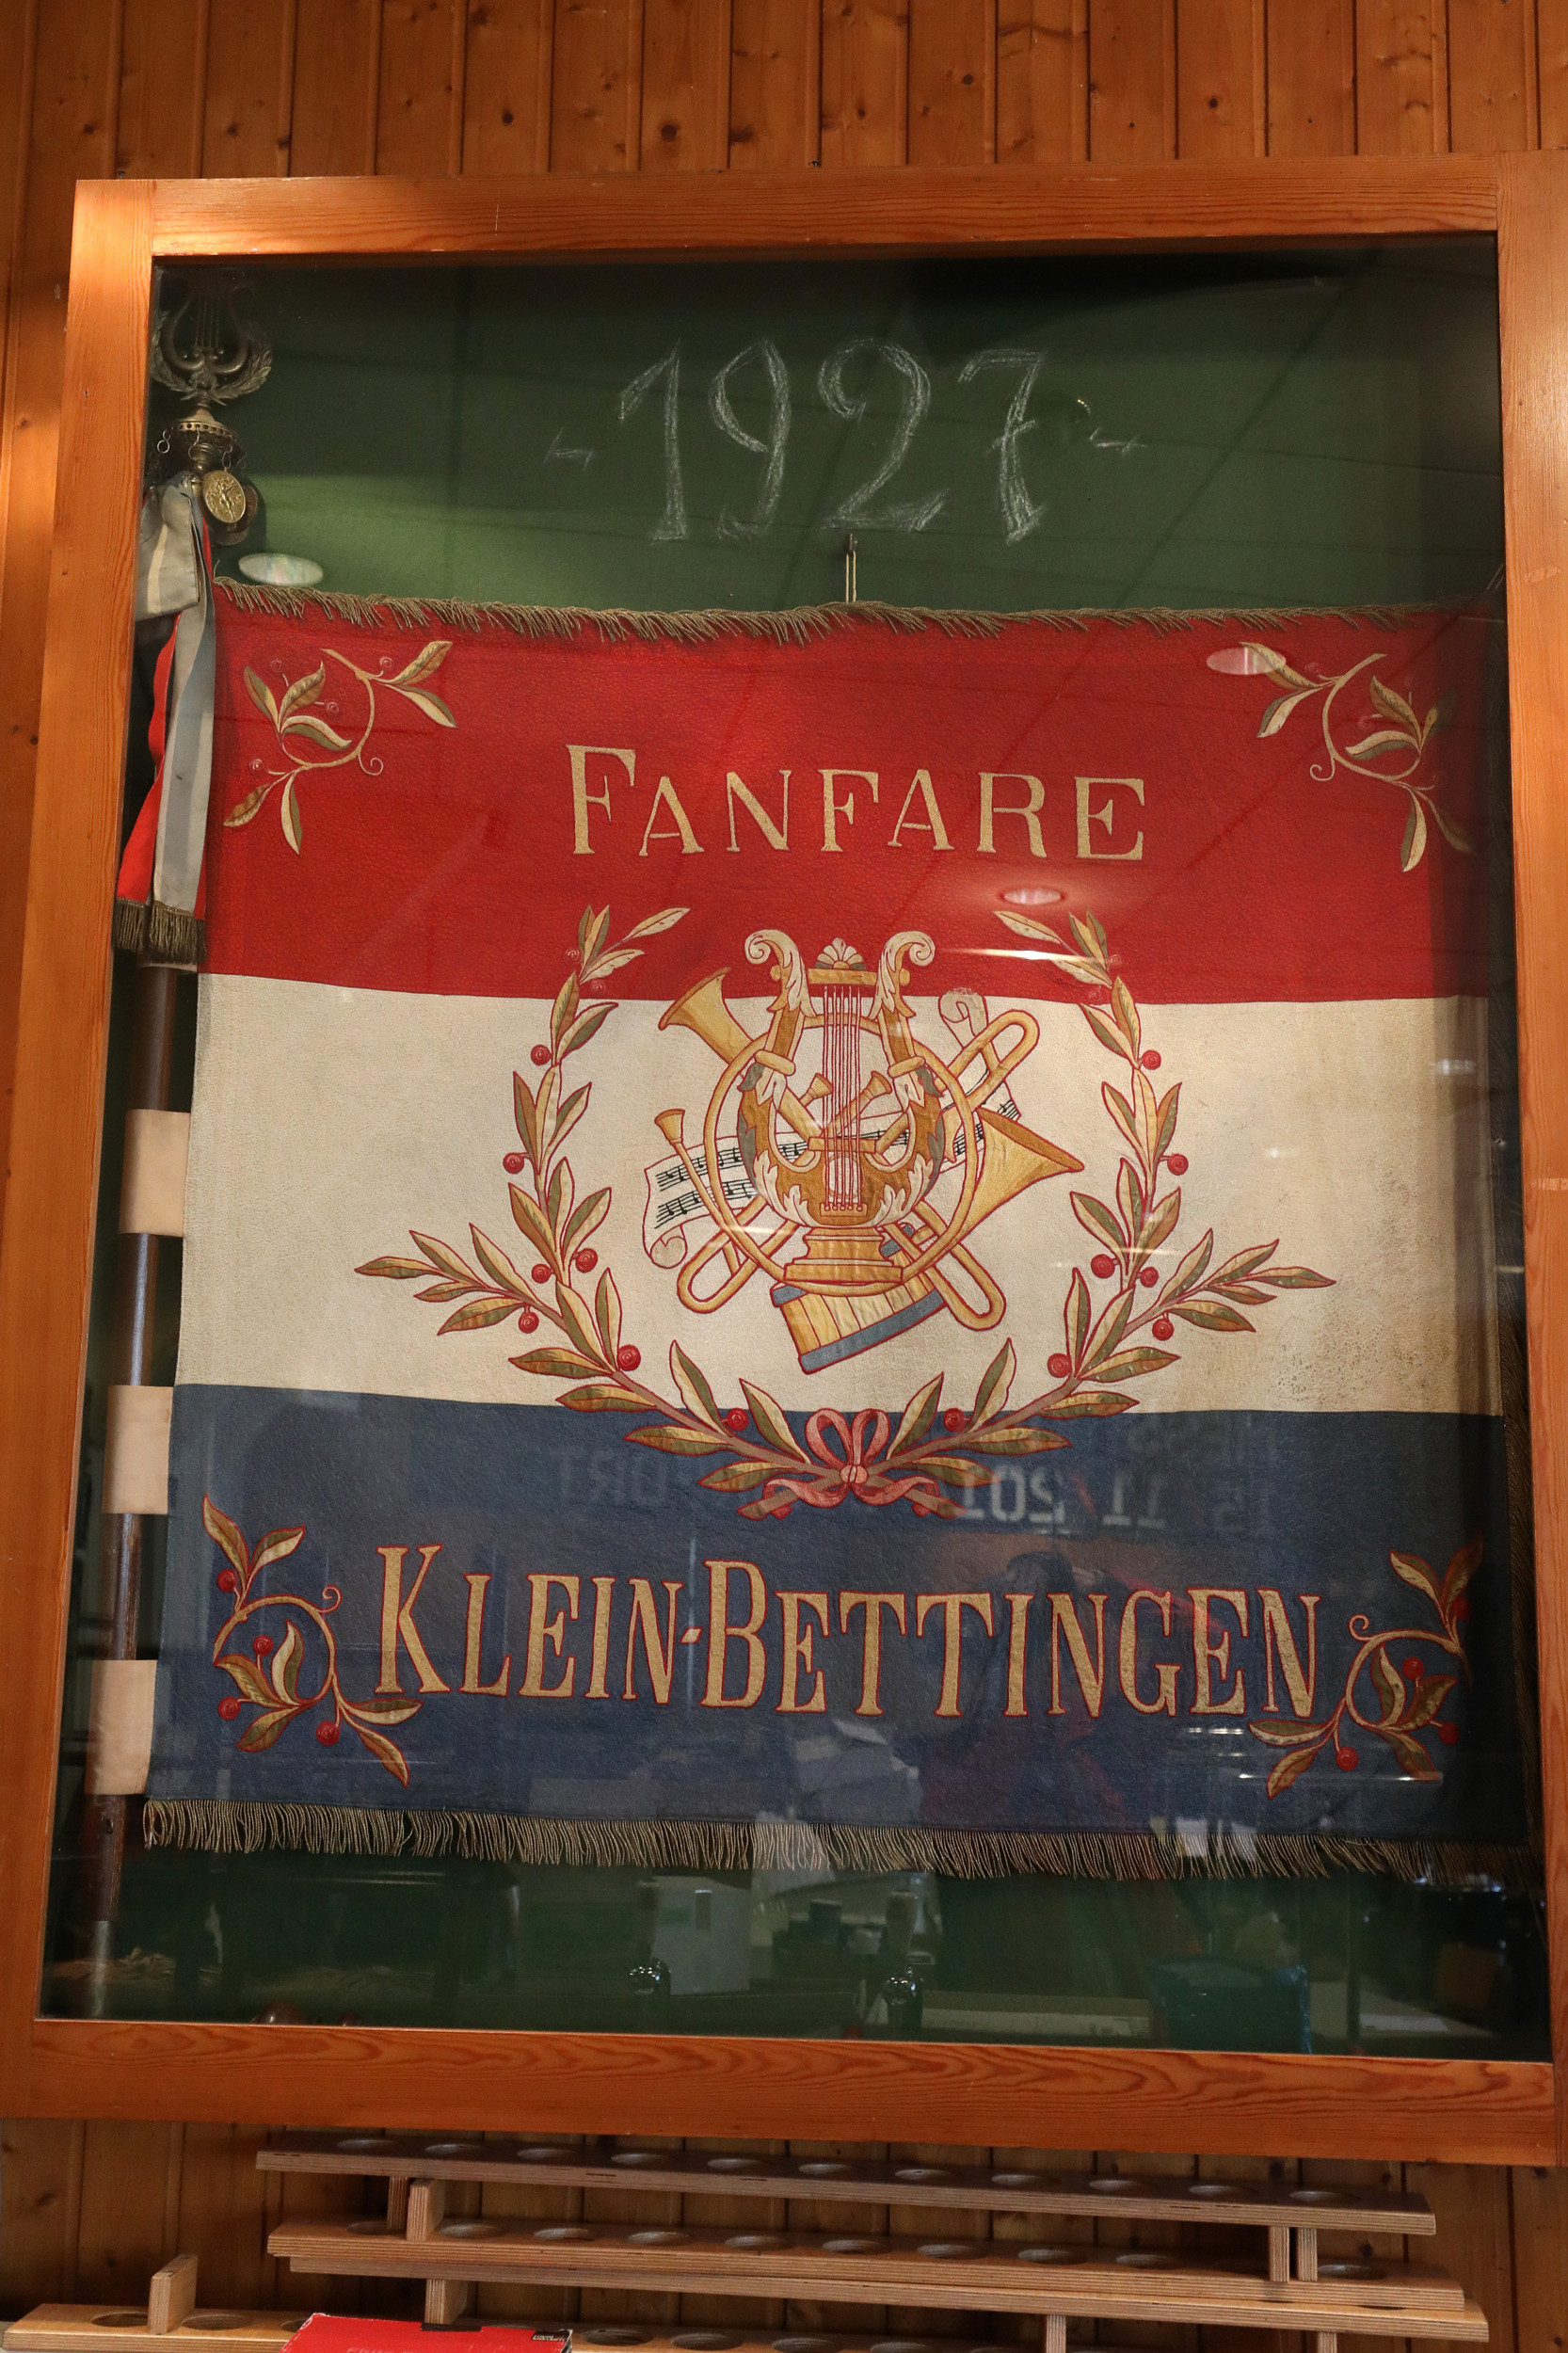 - 1927 -
FANFARE
KLEIN-BETTINGEN